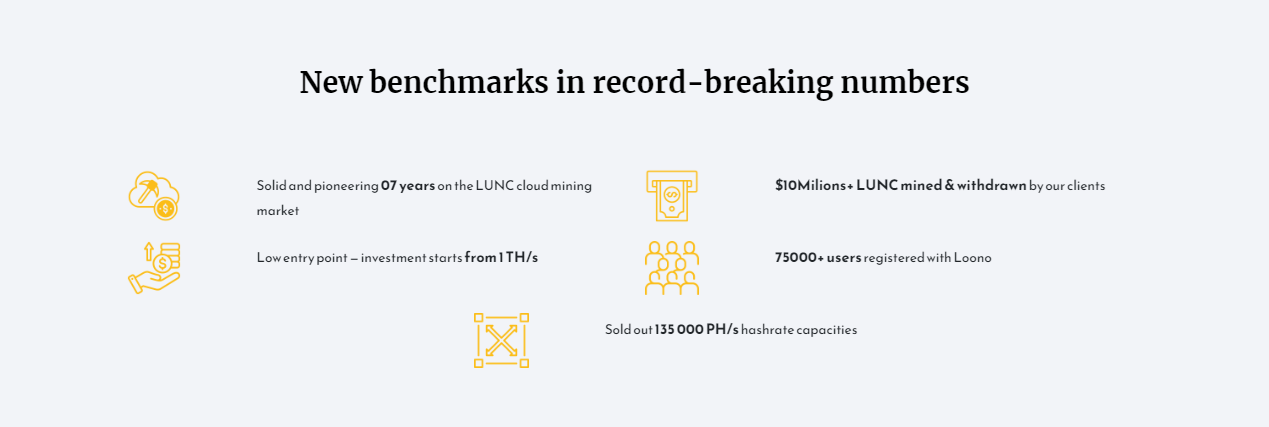 New benchmarks in record-breaking numbers
Solid and pioneering 07 years on the LUNC cloud mining
market
$10Milions+ LUNC mined & withdrawn by our clients
Low entry point – investment starts from 1 TH/s
75000+ users registered with Loono
Sold out 135 000 PH/s hashrate capacities